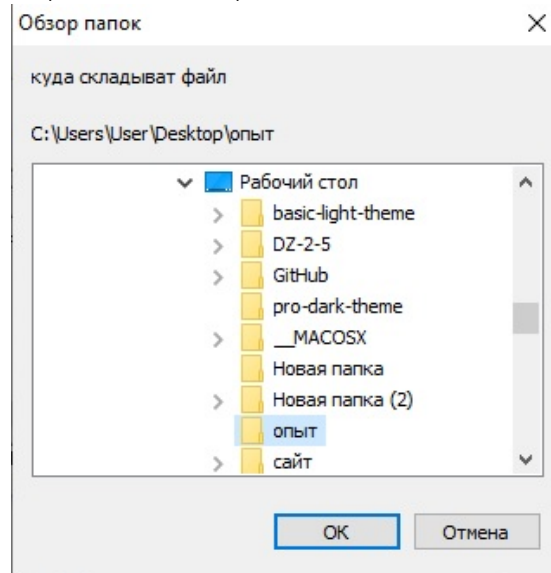 Обзор папок
куда складыват файл
C:\Users\User\Desktop\опыт
Рабочий стол
basic-light-theme
DZ-2-5
GitHub
pro-dark-theme
__MACOSX
Новая папка
Новая папка (2)
опыт
сайт
ОК Отмена